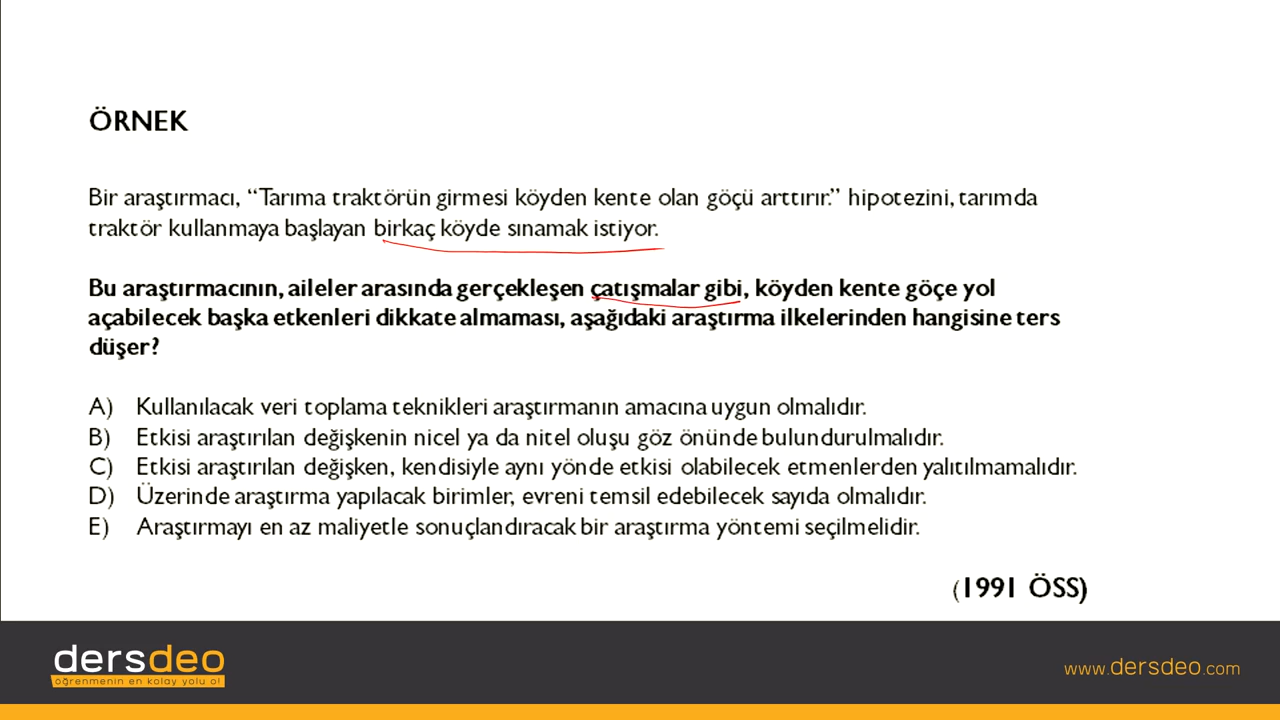 ÖRNEK
Bir araştırmacı, “Tarıma traktörün girmesi köyden kente olan göçü arttırır.” hipotezini, tarımda
traktör kullanmaya başlayan birkaç köyde sınamak istiyor.
Bu araştırmacının, aileler arasında gerçekleşen çatışmalar gibi, köyden kente göçe yol
açabilecek başka etkenleri dikkate almaması, aşağıdaki araştırma ilkelerinden hangisine ters
düşer?
A) Kullanılacak veri toplama teknikleri araştırmanın amacına uygun olmalıdır.
B) Etkisi araştırılan değişkenin nicel ya da nitel oluşu göz önünde bulundurulmalıdır.
C) Etkisi araştırılan değişken, kendisiyle aynı yönde etkisi olabilecek etmenlerden yalıtılmamalıdır.
D) Üzerinde araştırma yapılacak birimler, evreni temsil edebilecek sayıda olmalıdır.
E) Araştırmayı en az maliyetle sonuçlandıracak bir araştırma yöntemi seçilmelidir.
(1991 ÖSS)
dersdeo
öğrenmenin en kolay yolu o!
www.dersdeo.com